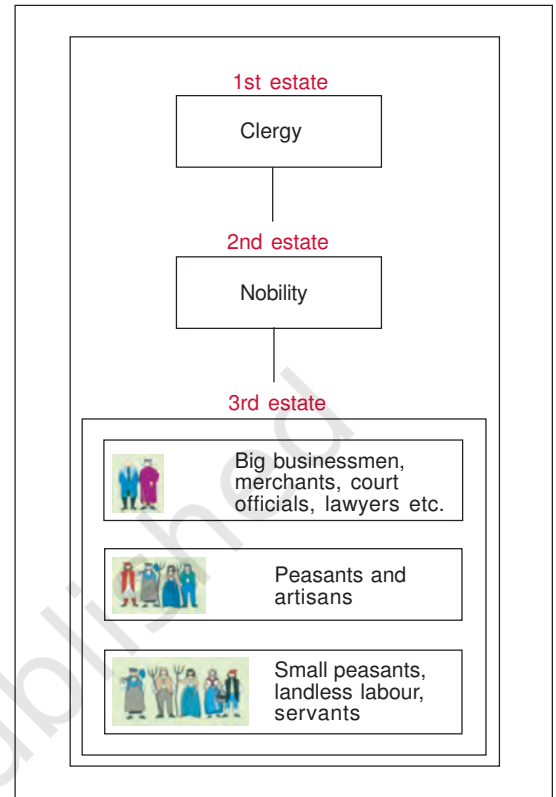 1st estate
Clergy
2nd estate
Nobility
3rd estate
Big businessmen,
merchants, court
officials, lawyers etc.
Peasants and
artisans
Small peasants,
landless labour,
servants